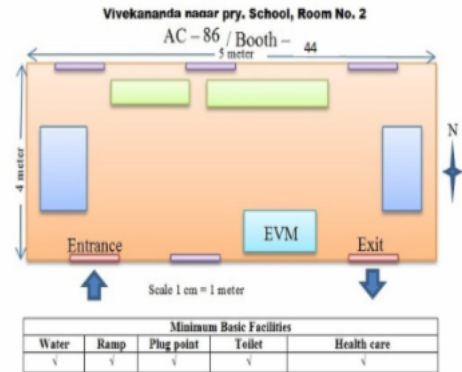 Vivekananda nagar pry. School, Room No. 2
AC – 86 / Booth – 44
5 meter
4 meter
N
EVM
Entrance
Exit
Scale 1 cm = 1 meter
Minimum Basic Facilities
Water Ramp Plug point Toilet Health care
√ √ √ √ √